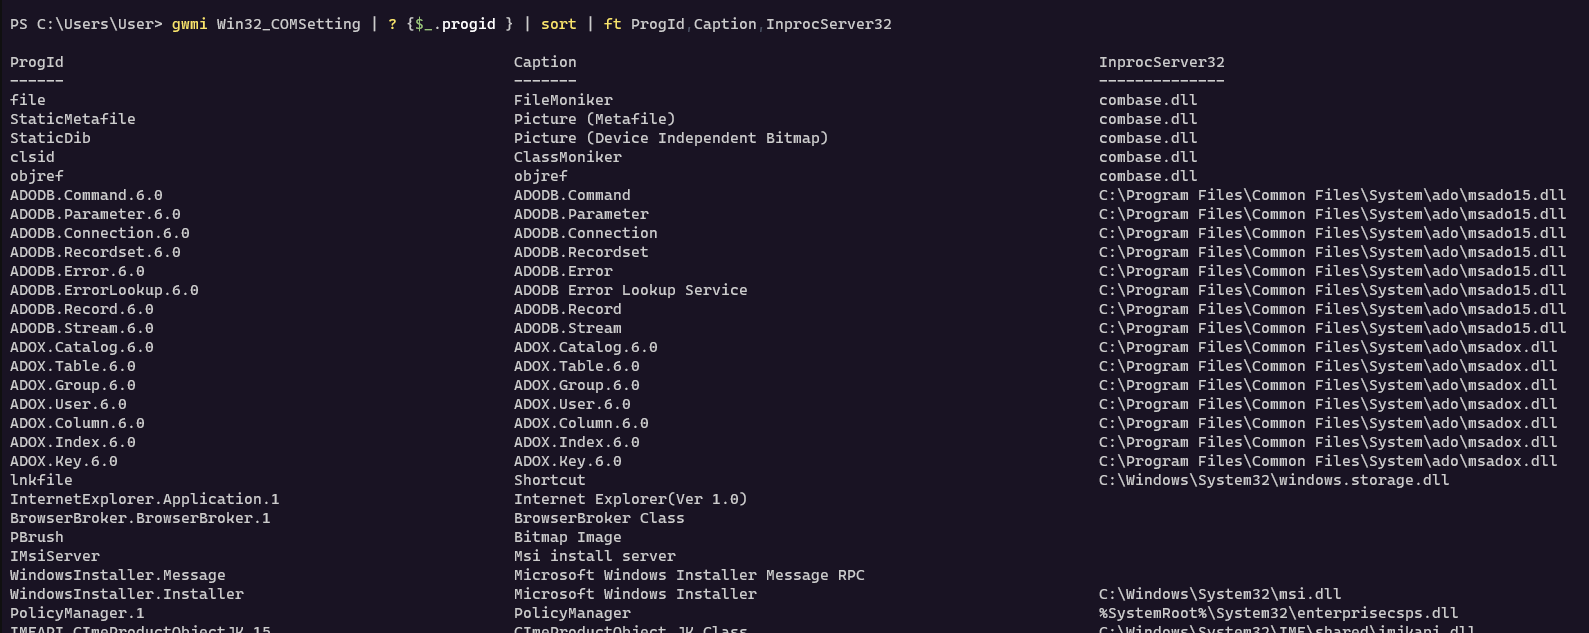 PS C:\Users\User> gwmi Win32_COMSetting | ? {$_.progid } | sort | ft ProgId,Caption,InprocServer32
ProgId Caption InprocServer32
------ ------- --------------
file FileMoniker combase.dll
StaticMetafile Picture (Metafile) combase.dll
StaticDib Picture (Device Independent Bitmap) combase.dll
clsid ClassMoniker combase.dll
objref objref combase.dll
ADODB.Command.6.0 ADODB.Command C:\Program Files\Common Files\System\ado\msado15.dll
ADODB.Parameter.6.0 ADODB.Parameter C:\Program Files\Common Files\System\ado\msado15.dll
ADODB.Connection.6.0 ADODB.Connection C:\Program Files\Common Files\System\ado\msado15.dll
ADODB.Recordset.6.0 ADODB.Recordset C:\Program Files\Common Files\System\ado\msado15.dll
ADODB.Error.6.0 ADODB.Error C:\Program Files\Common Files\System\ado\msado15.dll
ADODB.ErrorLookup.6.0 ADODB Error Lookup Service C:\Program Files\Common Files\System\ado\msado15.dll
ADODB.Record.6.0 ADODB.Record C:\Program Files\Common Files\System\ado\msado15.dll
ADODB.Stream.6.0 ADODB.Stream C:\Program Files\Common Files\System\ado\msado15.dll
ADOX.Catalog.6.0 ADOX.Catalog.6.0 C:\Program Files\Common Files\System\ado\msadox.dll
ADOX.Table.6.0 ADOX.Table.6.0 C:\Program Files\Common Files\System\ado\msadox.dll
ADOX.Group.6.0 ADOX.Group.6.0 C:\Program Files\Common Files\System\ado\msadox.dll
ADOX.User.6.0 ADOX.User.6.0 C:\Program Files\Common Files\System\ado\msadox.dll
ADOX.Column.6.0 ADOX.Column.6.0 C:\Program Files\Common Files\System\ado\msadox.dll
ADOX.Index.6.0 ADOX.Index.6.0 C:\Program Files\Common Files\System\ado\msadox.dll
ADOX.Key.6.0 ADOX.Key.6.0 C:\Program Files\Common Files\System\ado\msadox.dll
lnkfile Shortcut C:\Windows\System32\windows.storage.dll
InternetExplorer.Application.1 Internet Explorer(Ver 1.0)
BrowserBroker.BrowserBroker.1 BrowserBroker Class
PBrush Bitmap Image
IMsiServer Msi install server
WindowsInstaller.Message Microsoft Windows Installer Message RPC
WindowsInstaller.Installer Microsoft Windows Installer C:\Windows\System32\msi.dll
PolicyManager.1 PolicyManager %SystemRoot%\System32\enterprisecsps.dll
IMEAPI.CImeProductObjectJK.15 CImeProductObject_JK Class C:\Windows\System32\IME\shared\imjkapi.dll